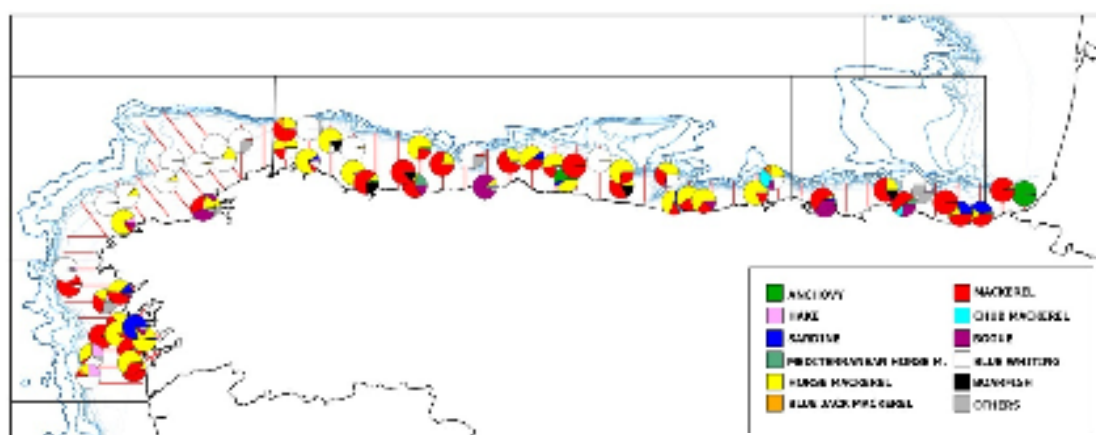 ANCHOVY
HAKE
SARDINE
MEDITERRANEAN HORSE M.
HORSE MACKEREL
BLUE JACK MACKEREL
MACKEREL
CHUB MACKEREL
BOGUE
BLUE WHITING
BOARFISH
OTHERS